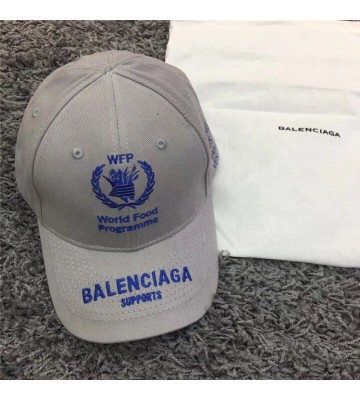 WFP
World Food
Programme
BALENCIAGA
SUPPORTS
BALENCIAGA